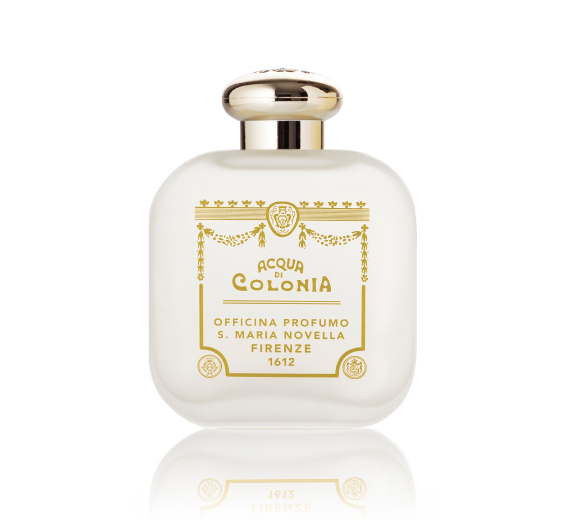 ACQUA
DI
COLONIA
OFFICINA PROFUMO
S. MARIA NOVELLA
FIRENZE
1612